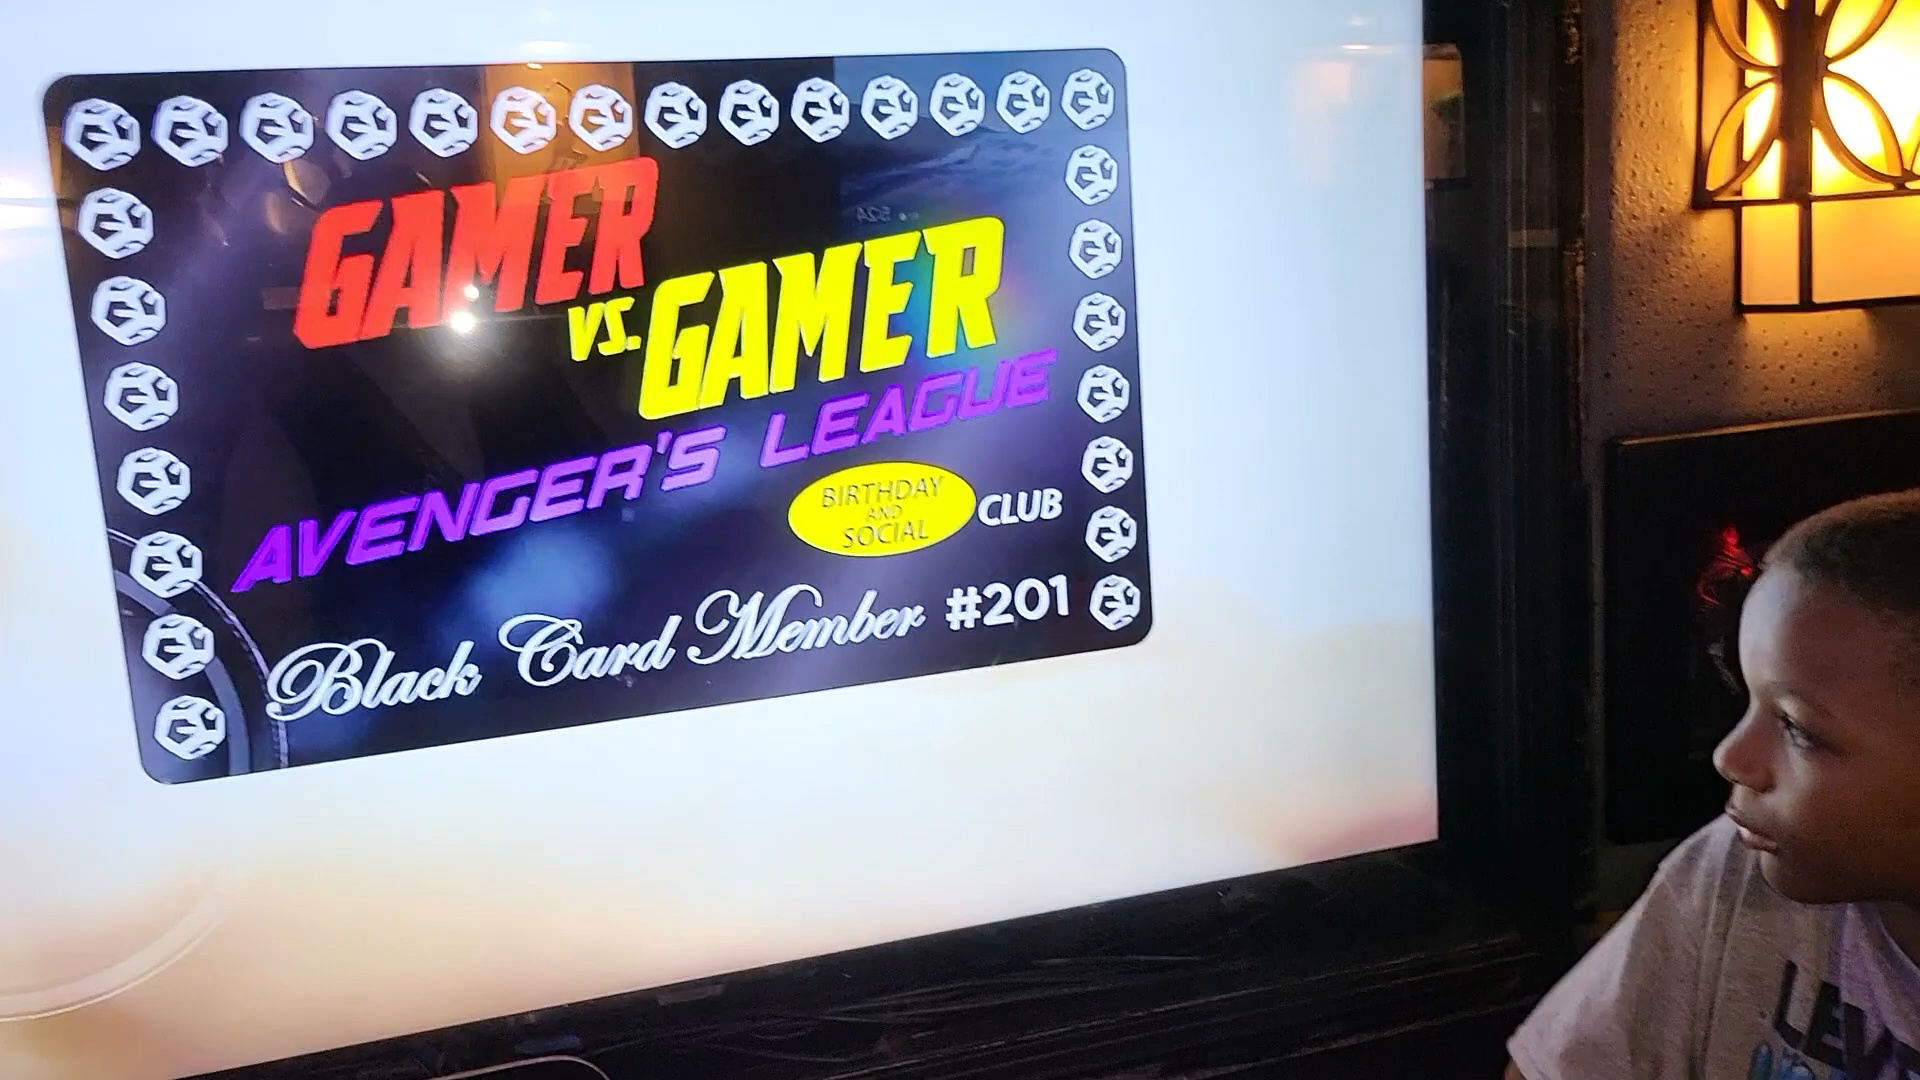 GAMER
VS. GAMER
AVENGER'S LEAGUE
BIRTHDAY
AND
SOCIAL
CLUB
Black Card Member #201